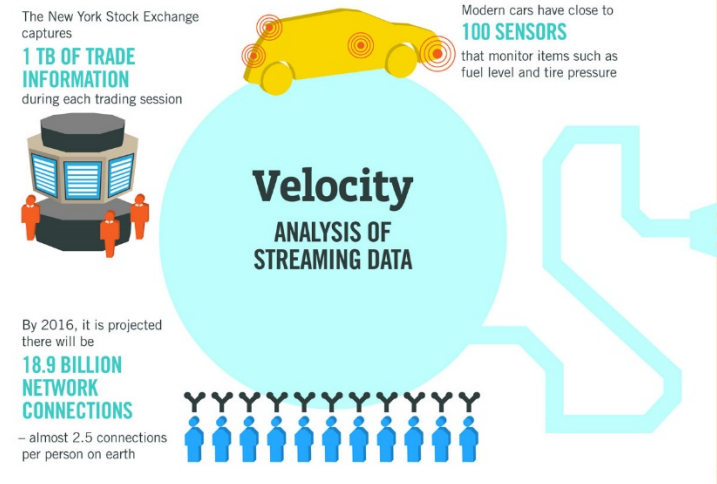 The New York Stock Exchange
captures
1 TB OF TRADE
INFORMATION
during each trading session
Modern cars have close to
100 SENSORS
that monitor items such as
fuel level and tire pressure
Velocity
ANALYSIS OF
STREAMING DATA
By 2016, it is projected
there will be
18.9 BILLION
NETWORK
CONNECTIONS
– almost 2.5 connections
per person on earth